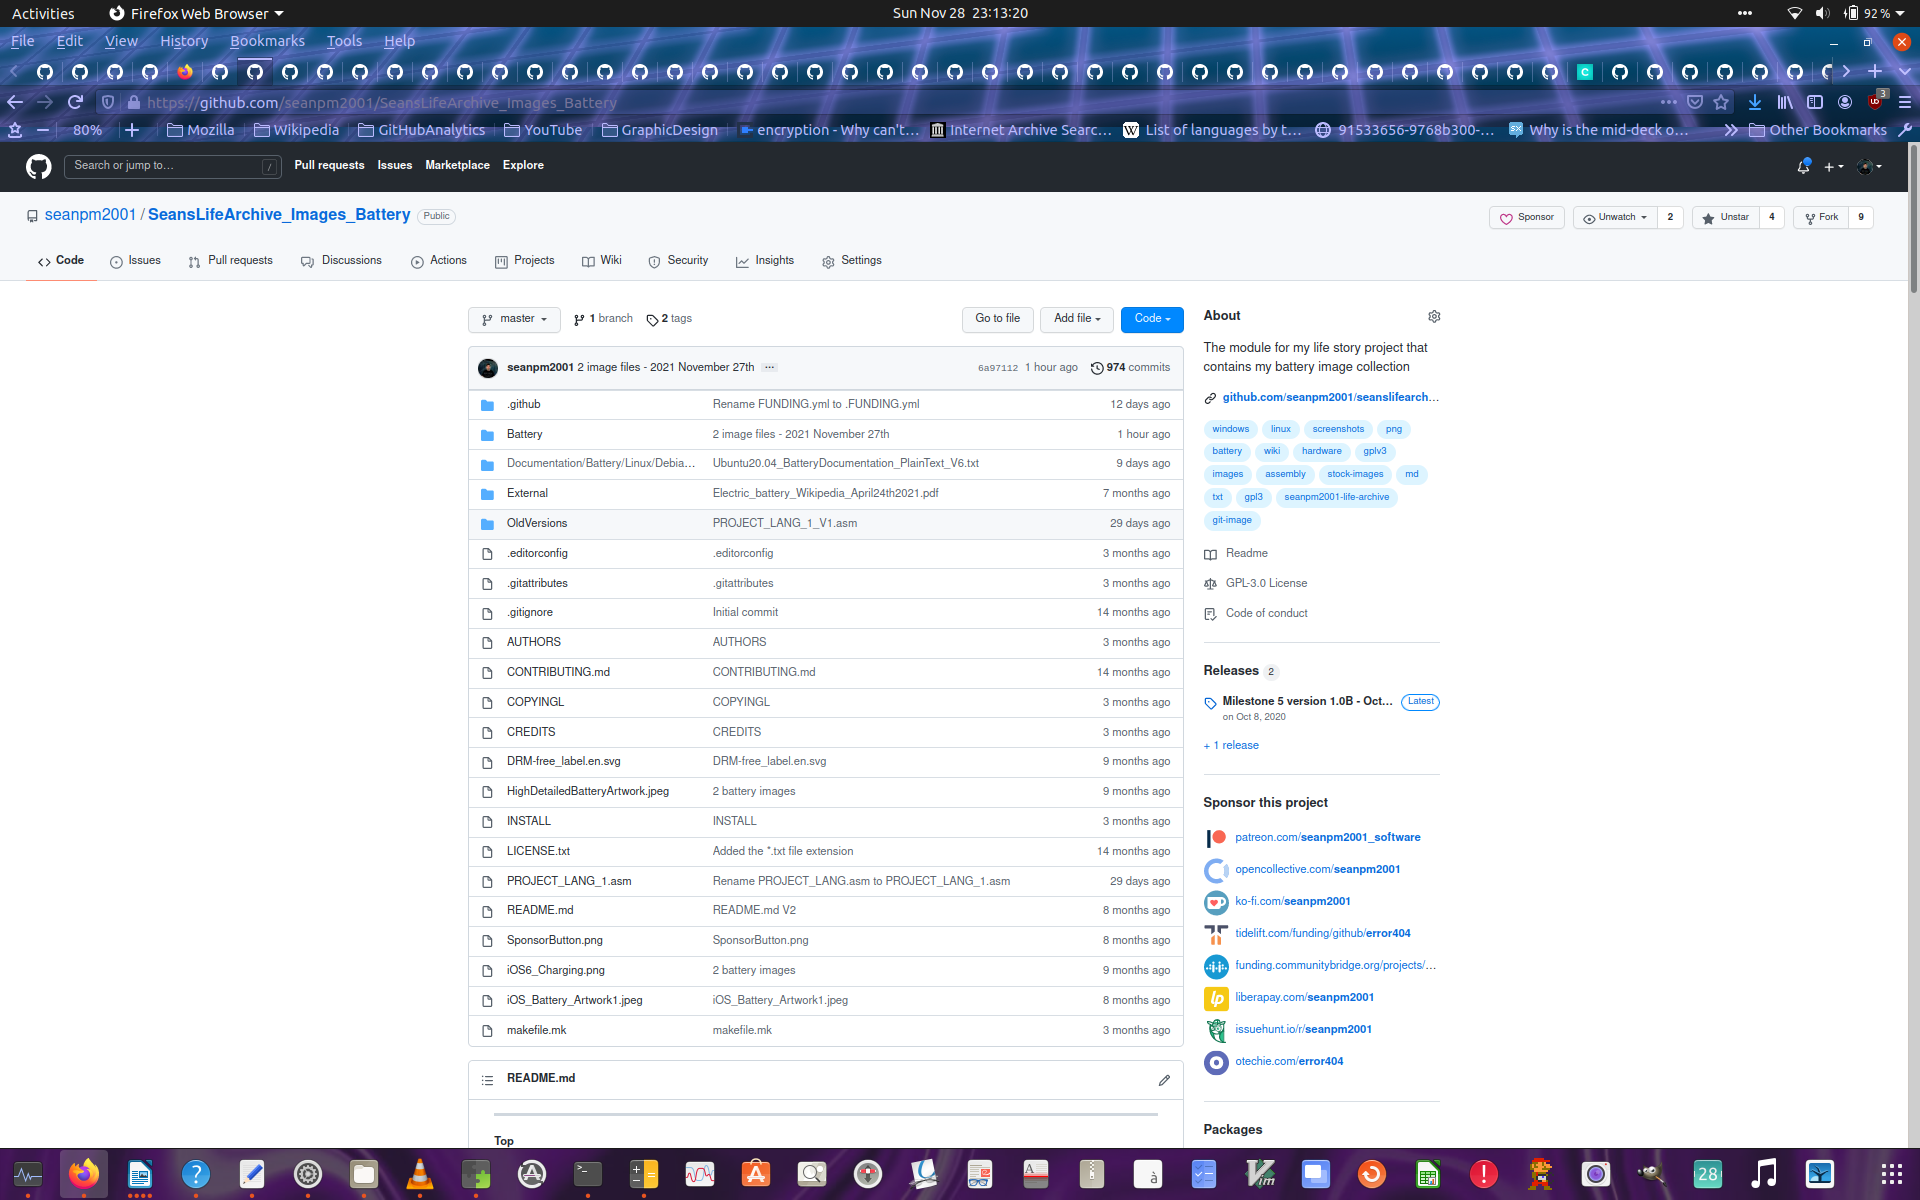 Activities Firefox Web Browser Sun Nov 28 23:13:20 92 %
File Edit View History Bookmarks Tools Help
https://github.com/seanpm2001/SeansLifeArchive_Images_Battery 3
80% Mozilla Wikipedia GitHubAnalytics YouTube GraphicDesign encryption - Why can't… Internet Archive Searc… List of languages by t… 91533656-9768b300-… Why is the mid-deck o… Other Bookmarks
Search or jump to… / Pull requests Issues Marketplace Explore
seanpm2001 / SeansLifeArchive_Images_Battery Public Sponsor Unwatch 2 Unstar 4 Fork 9
Code Issues Pull requests Discussions Actions Projects Wiki Security Insights Settings
master 1 branch 2 tags Go to file Add file Code
seanpm2001 2 image files - 2021 November 27th ... 6a97112 1 hour ago 974 commits
.github Rename FUNDING.yml to .FUNDING.yml 12 days ago
Battery 2 image files - 2021 November 27th 1 hour ago
Documentation/Battery/Linux/Debia… Ubuntu20.04_BatteryDocumentation_PlainText_V6.txt 9 days ago
External Electric_battery_Wikipedia_April24th2021.pdf 7 months ago
OldVersions PROJECT_LANG_1_V1.asm 29 days ago
.editorconfig .editorconfig 3 months ago
.gitattributes .gitattributes 3 months ago
.gitignore Initial commit 14 months ago
AUTHORS AUTHORS 3 months ago
CONTRIBUTING.md CONTRIBUTING.md 14 months ago
COPYINGL COPYINGL 3 months ago
CREDITS CREDITS 3 months ago
DRM-free_label.en.svg DRM-free_label.en.svg 9 months ago
HighDetailedBatteryArtwork.jpeg 2 battery images 9 months ago
INSTALL INSTALL 3 months ago
LICENSE.txt Added the *.txt file extension 14 months ago
PROJECT_LANG_1.asm Rename PROJECT_LANG.asm to PROJECT_LANG_1.asm 29 days ago
README.md README.md V2 8 months ago
SponsorButton.png SponsorButton.png 8 months ago
iOS6_Charging.png 2 battery images 9 months ago
iOS_Battery_Artwork1.jpeg iOS_Battery_Artwork1.jpeg 8 months ago
makefile.mk makefile.mk 3 months ago
README.md
Top
About
The module for my life story project that
contains my battery image collection
github.com/seanpm2001/seanslifearch…
windows linux screenshots png
battery wiki hardware gplv3
images assembly stock-images md
txt gpl3 seanpm2001-life-archive
git-image
Readme
GPL-3.0 License
Code of conduct
Releases 2
Milestone 5 version 1.0B - Oct… Latest
on Oct 8, 2020
+ 1 release
Sponsor this project
patreon.com/seanpm2001_software
opencollective.com/seanpm2001
ko-fi.com/seanpm2001
tidelift.com/funding/github/error404
funding.communitybridge.org/projects/…
liberapay.com/seanpm2001
issuehunt.io/r/seanpm2001
otechie.com/error404
Packages
28